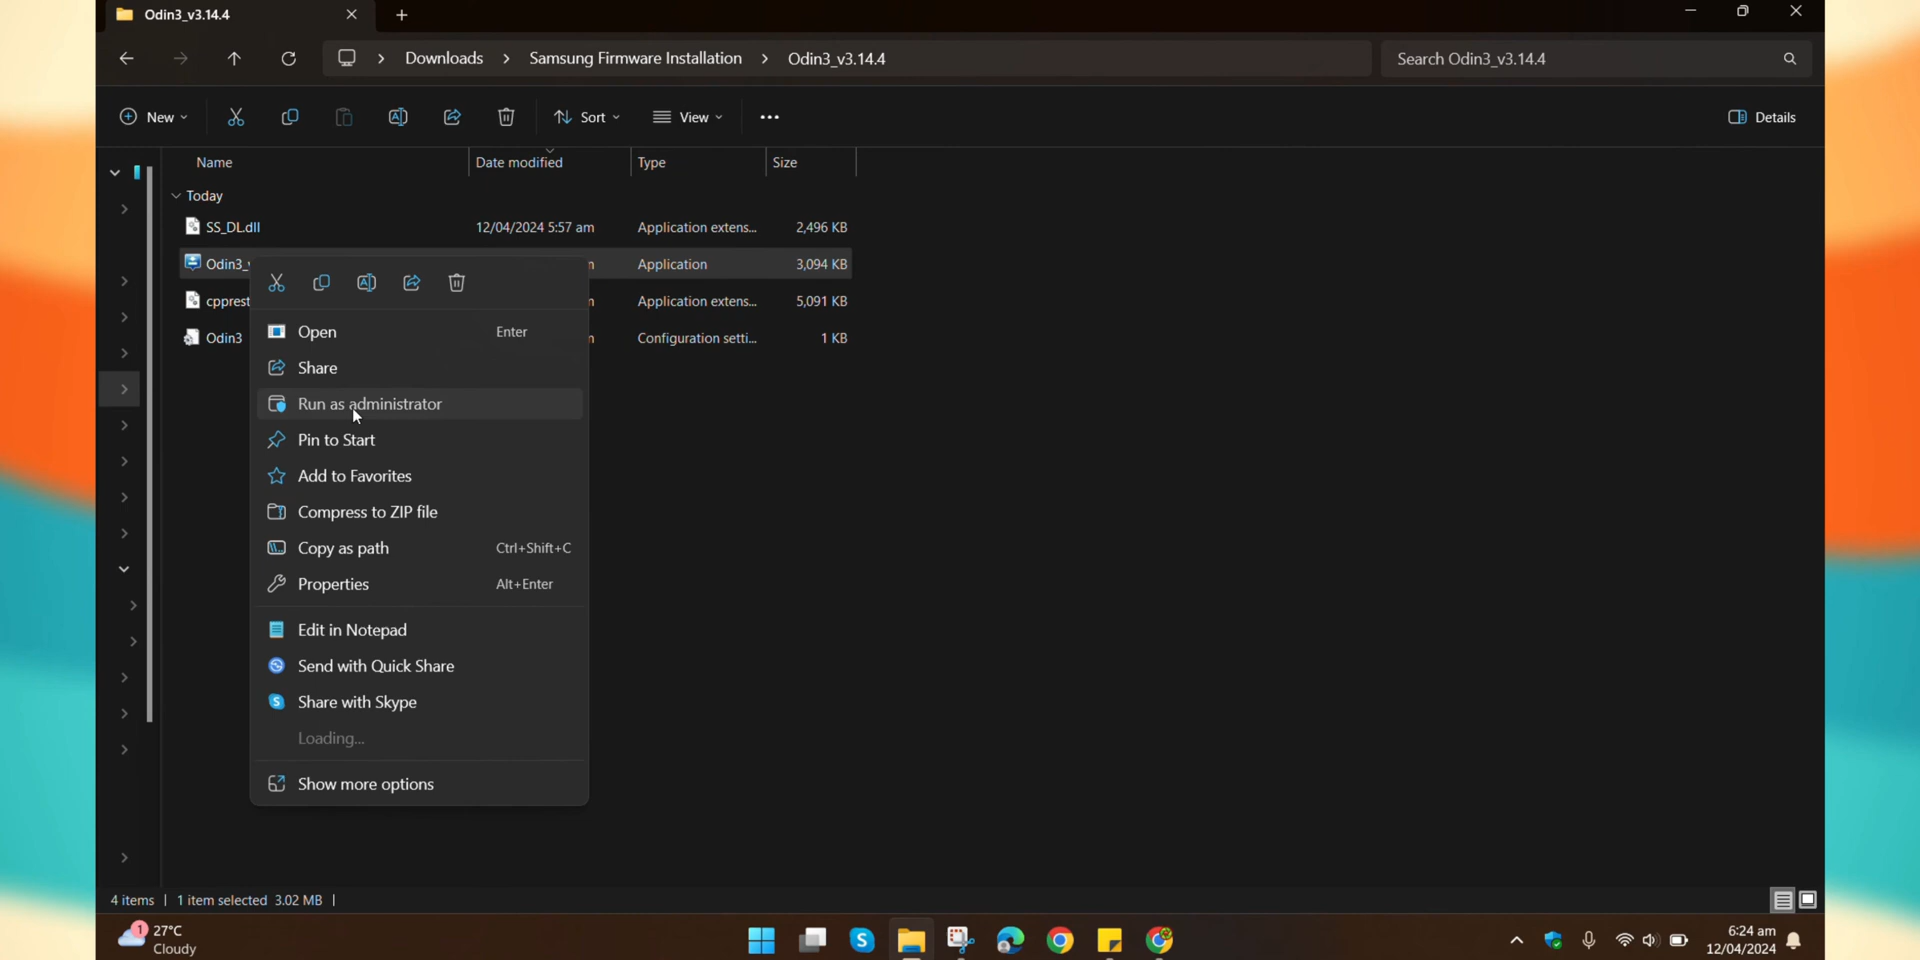 Odin3_v3.14.4
Downloads > Samsung Firmware Installation > Odin3_v3.14.4
Search Odin3_v3.14.4
New
Sort
View
Details
Name Date modified Type Size
Today
SS_DL.dll 12/04/2024 5:57 am Application extens... 2,496 KB
Odin3_v Application 3,094 KB
cpprest Application extens... 5,091 KB
Odin3 Configuration setti... 1 KB
Open Enter
Share
Run as administrator
Pin to Start
Add to Favorites
Compress to ZIP file
Copy as path Ctrl+Shift+C
Properties Alt+Enter
Edit in Notepad
Send with Quick Share
Share with Skype
Loading...
Show more options
4 items | 1 item selected 3.02 MB |
1
27°C
Cloudy
6:24 am
12/04/2024